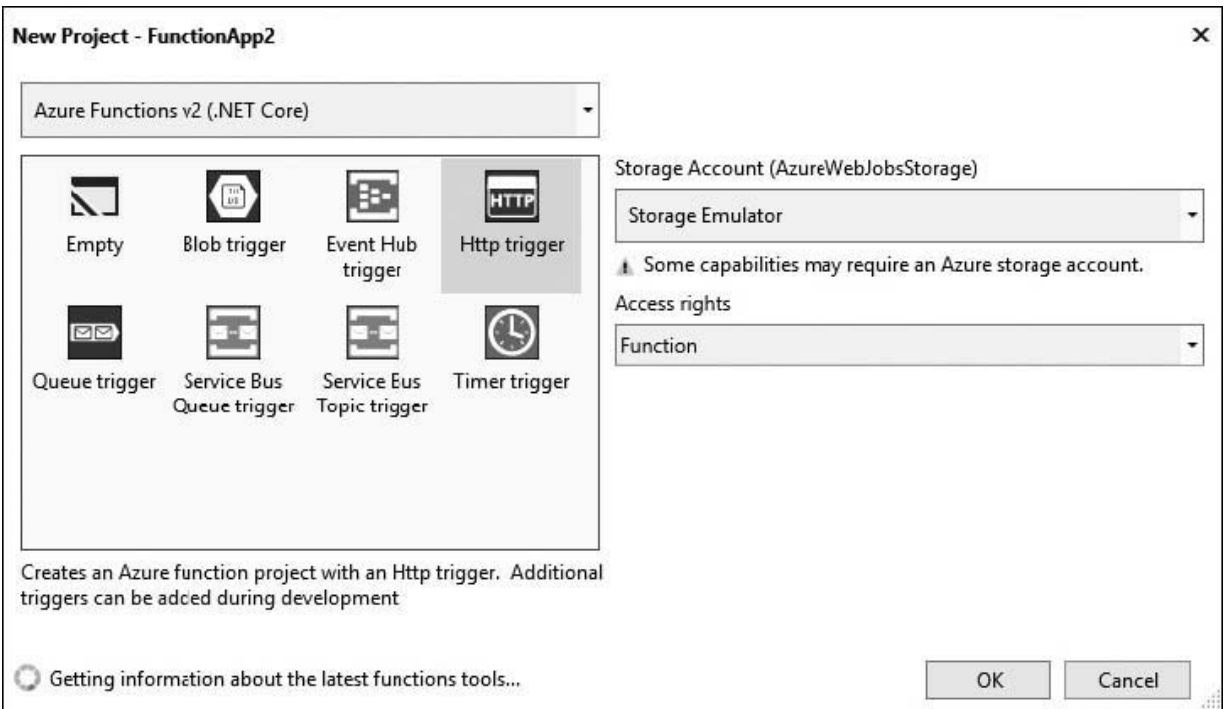 New Project - FunctionApp2
Azure Functions v2 (.NET Core)
Empty
Blob trigger
Event Hub
trigger
HTTP
Http trigger
Queue trigger
Service Bus
Queue trigger
Service Eus
Topic trigger
Timer trigger
Creates an Azure function project with an Http trigger. Additional
triggers can be added during development
Storage Account (AzureWebJobsStorage)
Storage Emulator
Some capabilities may require an Azure storage account.
Access rights
Function
Getting information about the latest functions tools...
OK
Cancel